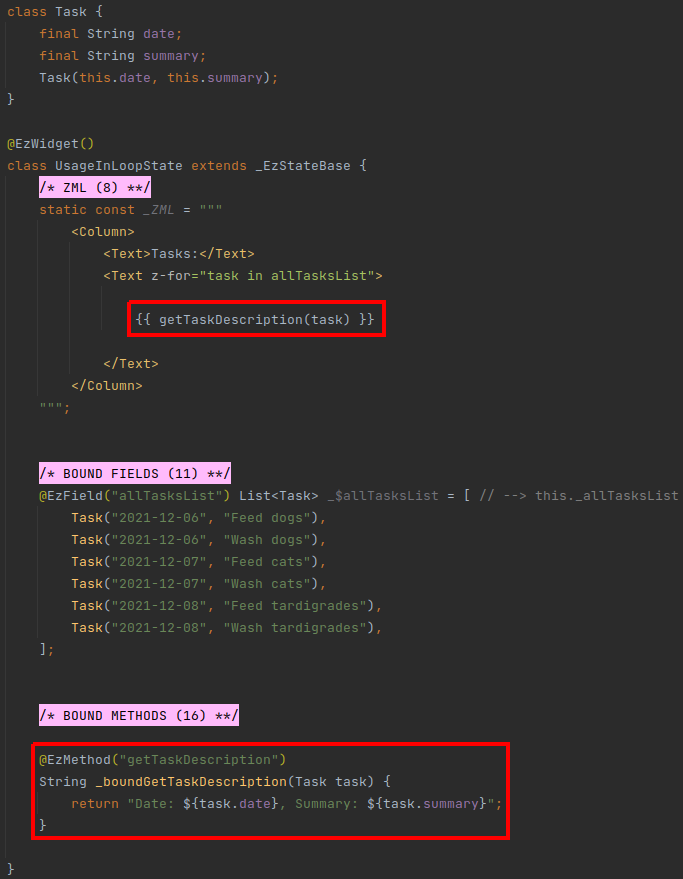 class Task {
    final String date;
    final String summary;
    Task(this.date, this.summary);
}

@EzWidget()
class UsageInLoopState extends _EzStateBase {
    /* ZML (8) **/
    static const _ZML = """
        <Column>
            <Text>Tasks:</Text>
            <Text z-for="task in allTasksList">

                {{ getTaskDescription(task) }}

            </Text>
        </Column>
    """;

    /* BOUND FIELDS (11) **/
    @EzField("allTasksList") List<Task> _$allTasksList = [ // --> this._allTasksList
        Task("2021-12-06", "Feed dogs"),
        Task("2021-12-06", "Wash dogs"),
        Task("2021-12-07", "Feed cats"),
        Task("2021-12-07", "Wash cats"),
        Task("2021-12-08", "Feed tardigrades"),
        Task("2021-12-08", "Wash tardigrades"),
    ];

    /* BOUND METHODS (16) **/

    @EzMethod("getTaskDescription")
    String _boundGetTaskDescription(Task task) {
        return "Date: ${task.date}, Summary: ${task.summary}";
    }

}